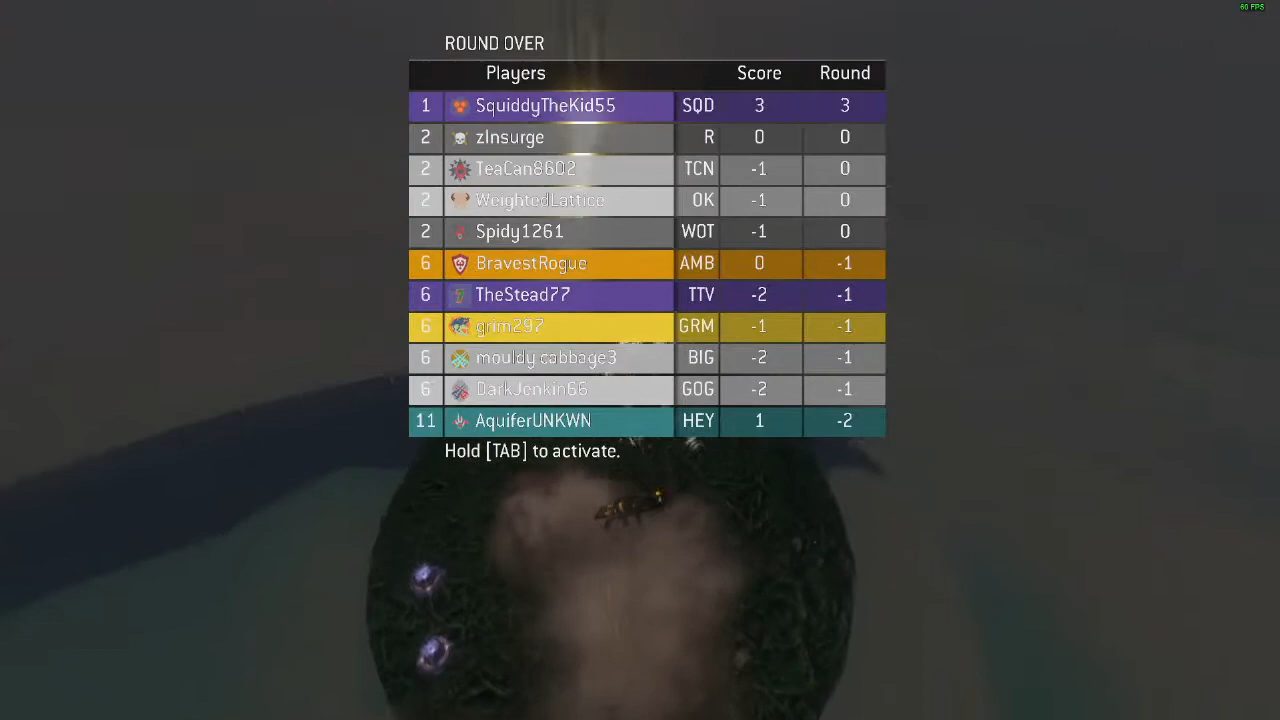 60 FPS
ROUND OVER
Players Score Round
1 SquiddyTheKid55 SQD 3 3
2 zInsurge R 0 0
2 TeaCan8602 TCN -1 0
2 WeightedLattice OK -1 0
2 Spidy1261 WOT -1 0
6 BravestRogue AMB 0 -1
6 TheStead77 TTV -2 -1
6 grim297 GRM -1 -1
6 mouldy cabbage3 BIG -2 -1
6 DarkJenkin66 GOG -2 -1
11 AquiferUNKWN HEY 1 -2
Hold [TAB] to activate.